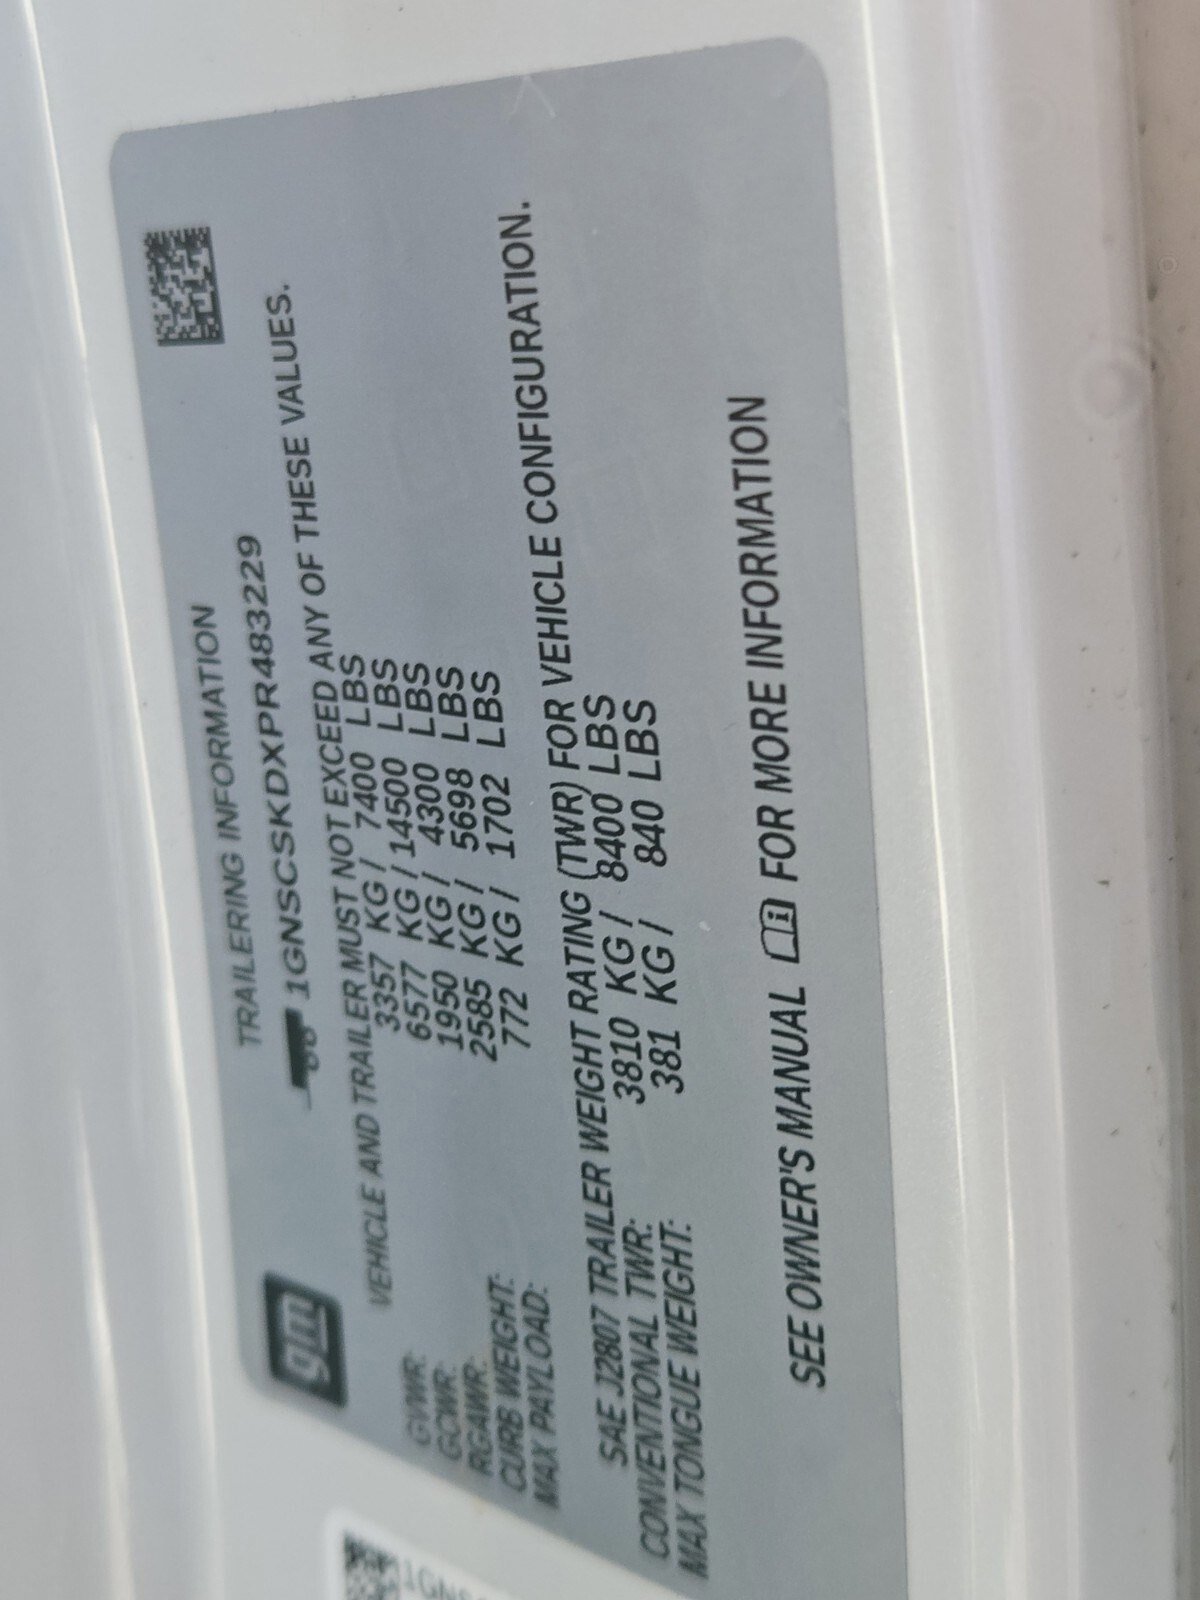 gm
TRAILERING INFORMATION
1GNSCSKDXPR483229
VEHICLE AND TRAILER MUST NOT EXCEED ANY OF THESE VALUES.
GVWR: 3357 KG / 7400 LBS
GCWR: 6577 KG / 14500 LBS
RGAWR: 1950 KG / 4300 LBS
CURB WEIGHT: 2585 KG / 5698 LBS
MAX PAYLOAD: 772 KG / 1702 LBS
SAE J2807 TRAILER WEIGHT RATING (TWR) FOR VEHICLE CONFIGURATION.
CONVENTIONAL TWR: 3810 KG / 8400 LBS
MAX TONGUE WEIGHT: 381 KG / 840 LBS
SEE OWNER'S MANUAL FOR MORE INFORMATION